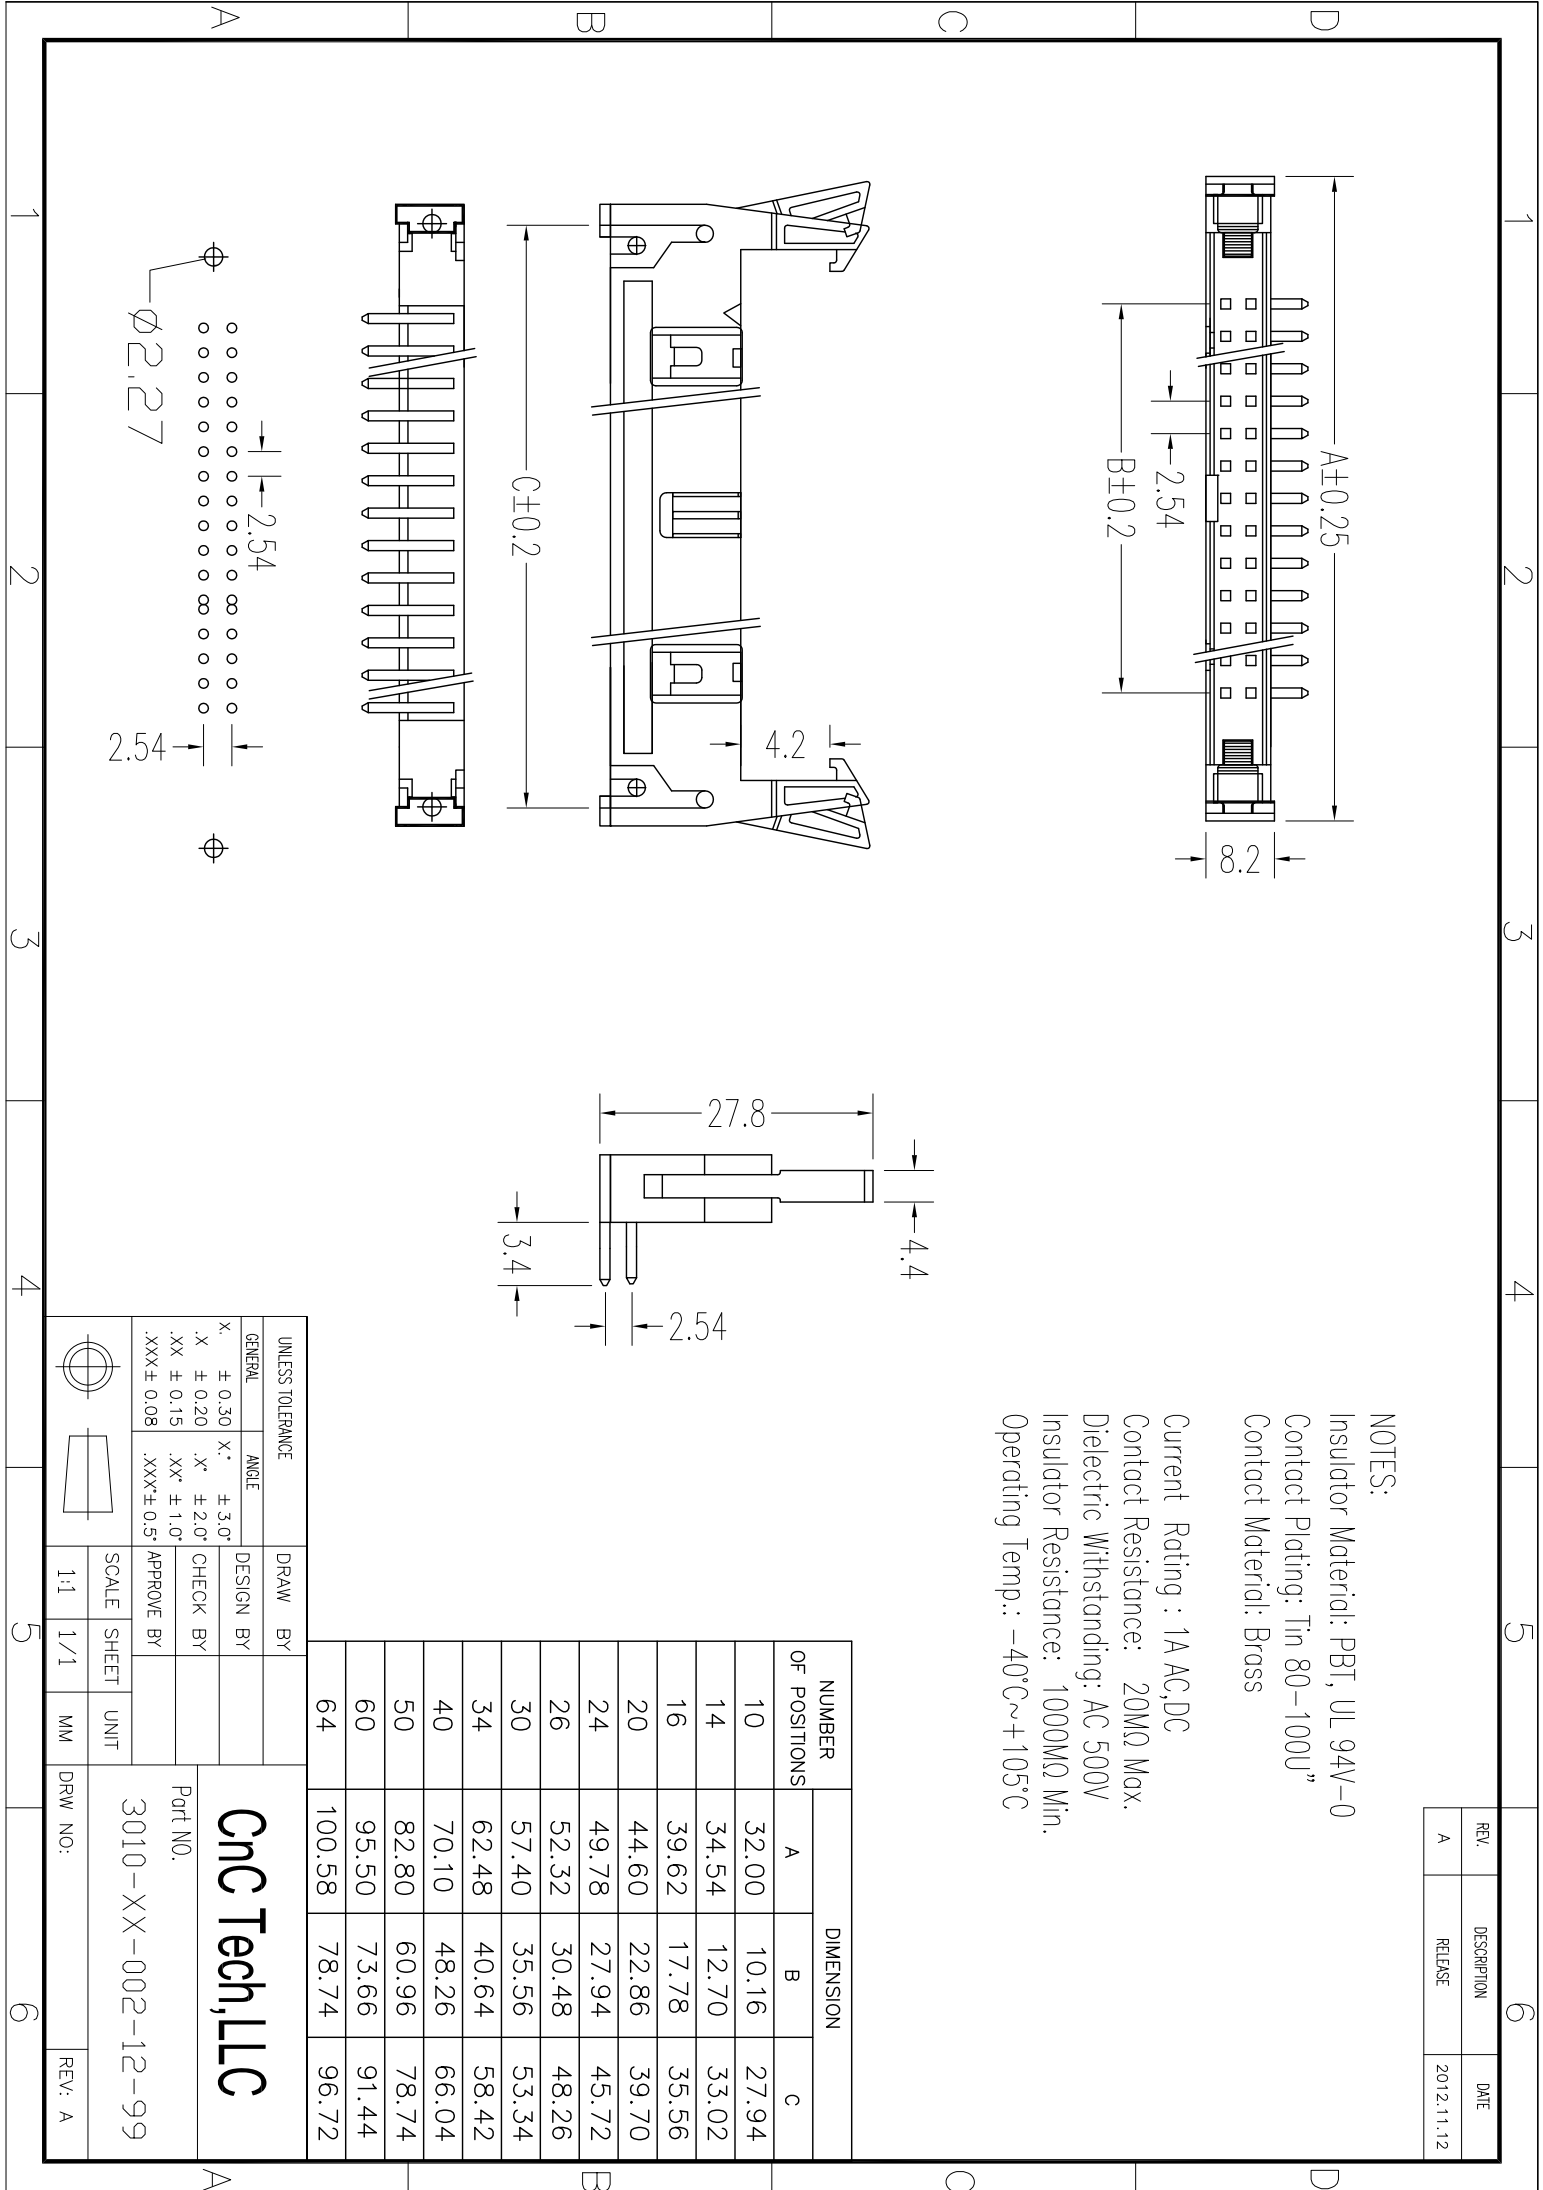 1 2 3 4 5 6
D
C
B
A
REV. DESCRIPTION DATE
A RELEASE 2012.11.12
A±0.25
2.54
B±0.2
8.2
C±0.2
4.2
2.54
Ø2.27
2.54
27.8
4.4
3.4
2.54
NOTES:
Insulator Material: PBT, UL 94V-0
Contact Plating: Tin 80-100U"
Contact Material: Brass
Current Rating : 1A AC,DC
Contact Resistance: 20MΩ Max.
Dielectric Withstanding: AC 500V
Insulator Resistance: 1000MΩ Min.
Operating Temp.: -40°C~+105°C
NUMBER OF POSITIONS DIMENSION
A B C
10 32.00 10.16 27.94
14 34.54 12.70 33.02
16 39.62 17.78 35.56
20 44.60 22.86 39.70
24 49.78 27.94 45.72
26 52.32 30.48 48.26
30 57.40 35.56 53.34
34 62.48 40.64 58.42
40 70.10 48.26 66.04
50 82.80 60.96 78.74
60 95.50 73.66 91.44
64 100.58 78.74 96.72
UNLESS TOLERANCE
GENERAL ANGLE
X. ± 0.30 X.° ± 3.0°
.X ± 0.20 .X° ± 2.0°
.XX ± 0.15 .XX° ± 1.0°
.XXX ± 0.08 .XXX° ± 0.5°
DRAW BY
DESIGN BY
CHECK BY
APPROVE BY
SCALE SHEET UNIT
1:1 1/1 MM
CnC Tech,LLC
Part NO.
3010-XX-002-12-99
DRW NO: REV: A
D
C
B
A
1 2 3 4 5 6